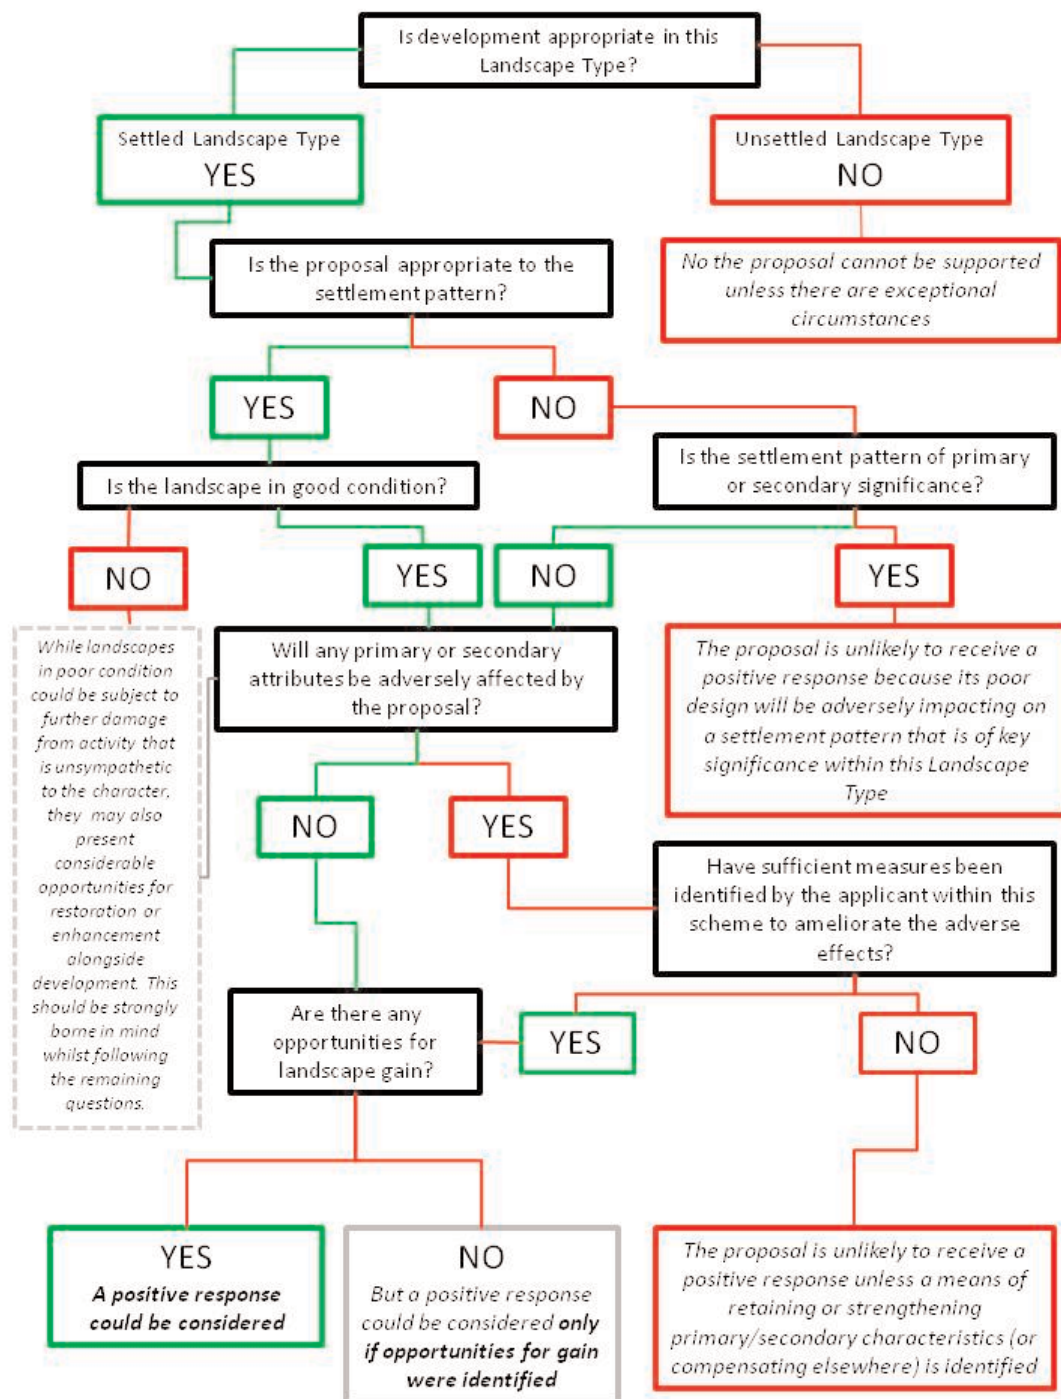 Is development appropriate in this
Landscape Type?
Settled Landscape Type
YES
Unsettled Landscape Type
NO
No the proposal cannot be supported
unless there are exceptional
circumstances
Is the proposal appropriate to the
settlement pattern?
YES
NO
Is the settlement pattern of primary
or secondary significance?
Is the landscape in good condition?
NO
YES
NO
YES
While landscapes
in poor condition
could be subject to
further damage
from activity that
is unsympathetic
to the character,
they may also
present
considerable
opportunities for
restoration or
enhancement
alongside
development. This
should be strongly
borne in mind
whilst following
the remaining
questions.
Will any primary or secondary
attributes be adversely affected by
the proposal?
The proposal is unlikely to receive a
positive response because its poor
design will be adversely impacting on
a settlement pattern that is of key
significance within this Landscape
Type
NO
YES
Have sufficient measures been
identified by the applicant within this
scheme to ameliorate the adverse
effects?
Are there any
opportunities for
landscape gain?
YES
NO
YES
A positive response
could be considered
NO
But a positive response
could be considered only
if opportunities for gain
were identified
The proposal is unlikely to receive a
positive response unless a means of
retaining or strengthening
primary/secondary characteristics (or
compensating elsewhere) is identified